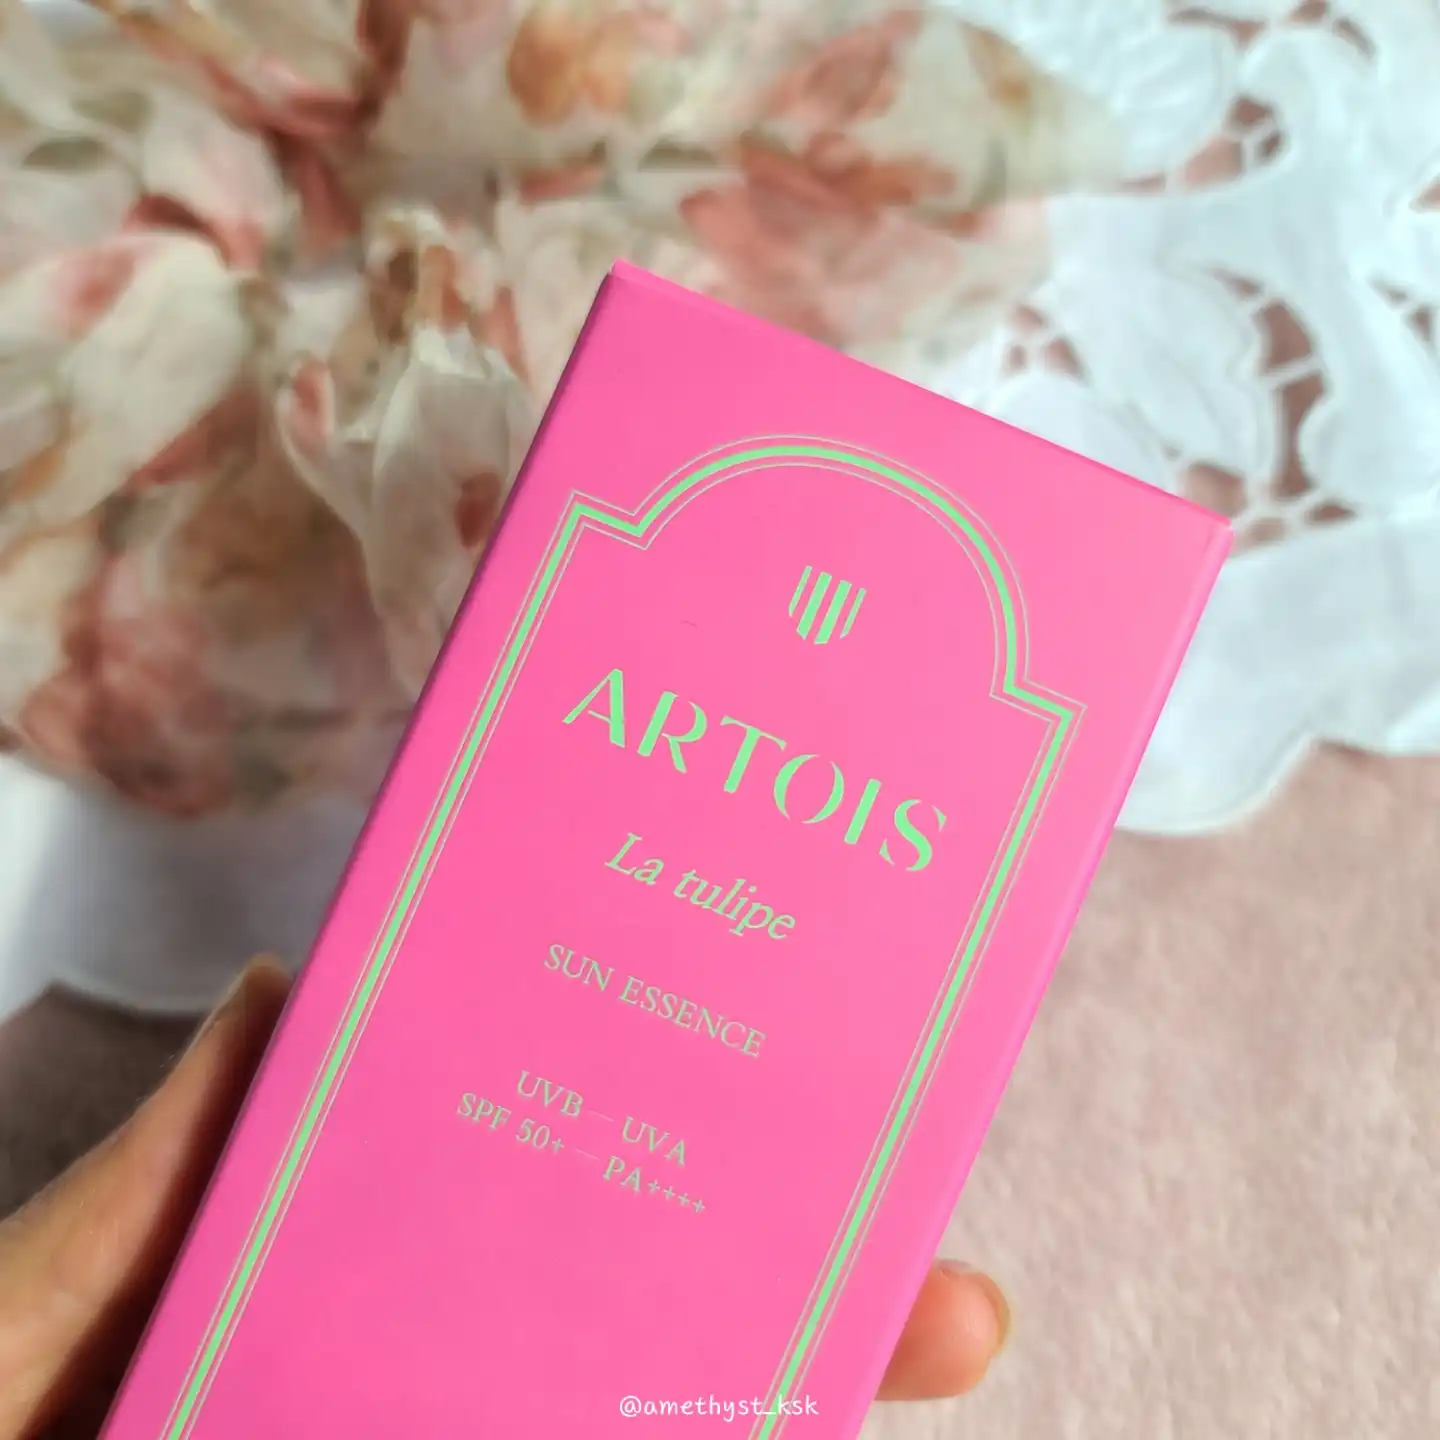 ARTOIS
La tulipe
SUN ESSENCE
UVB — UVA
SPF 50+ — PA++++
@amethyst_ksk